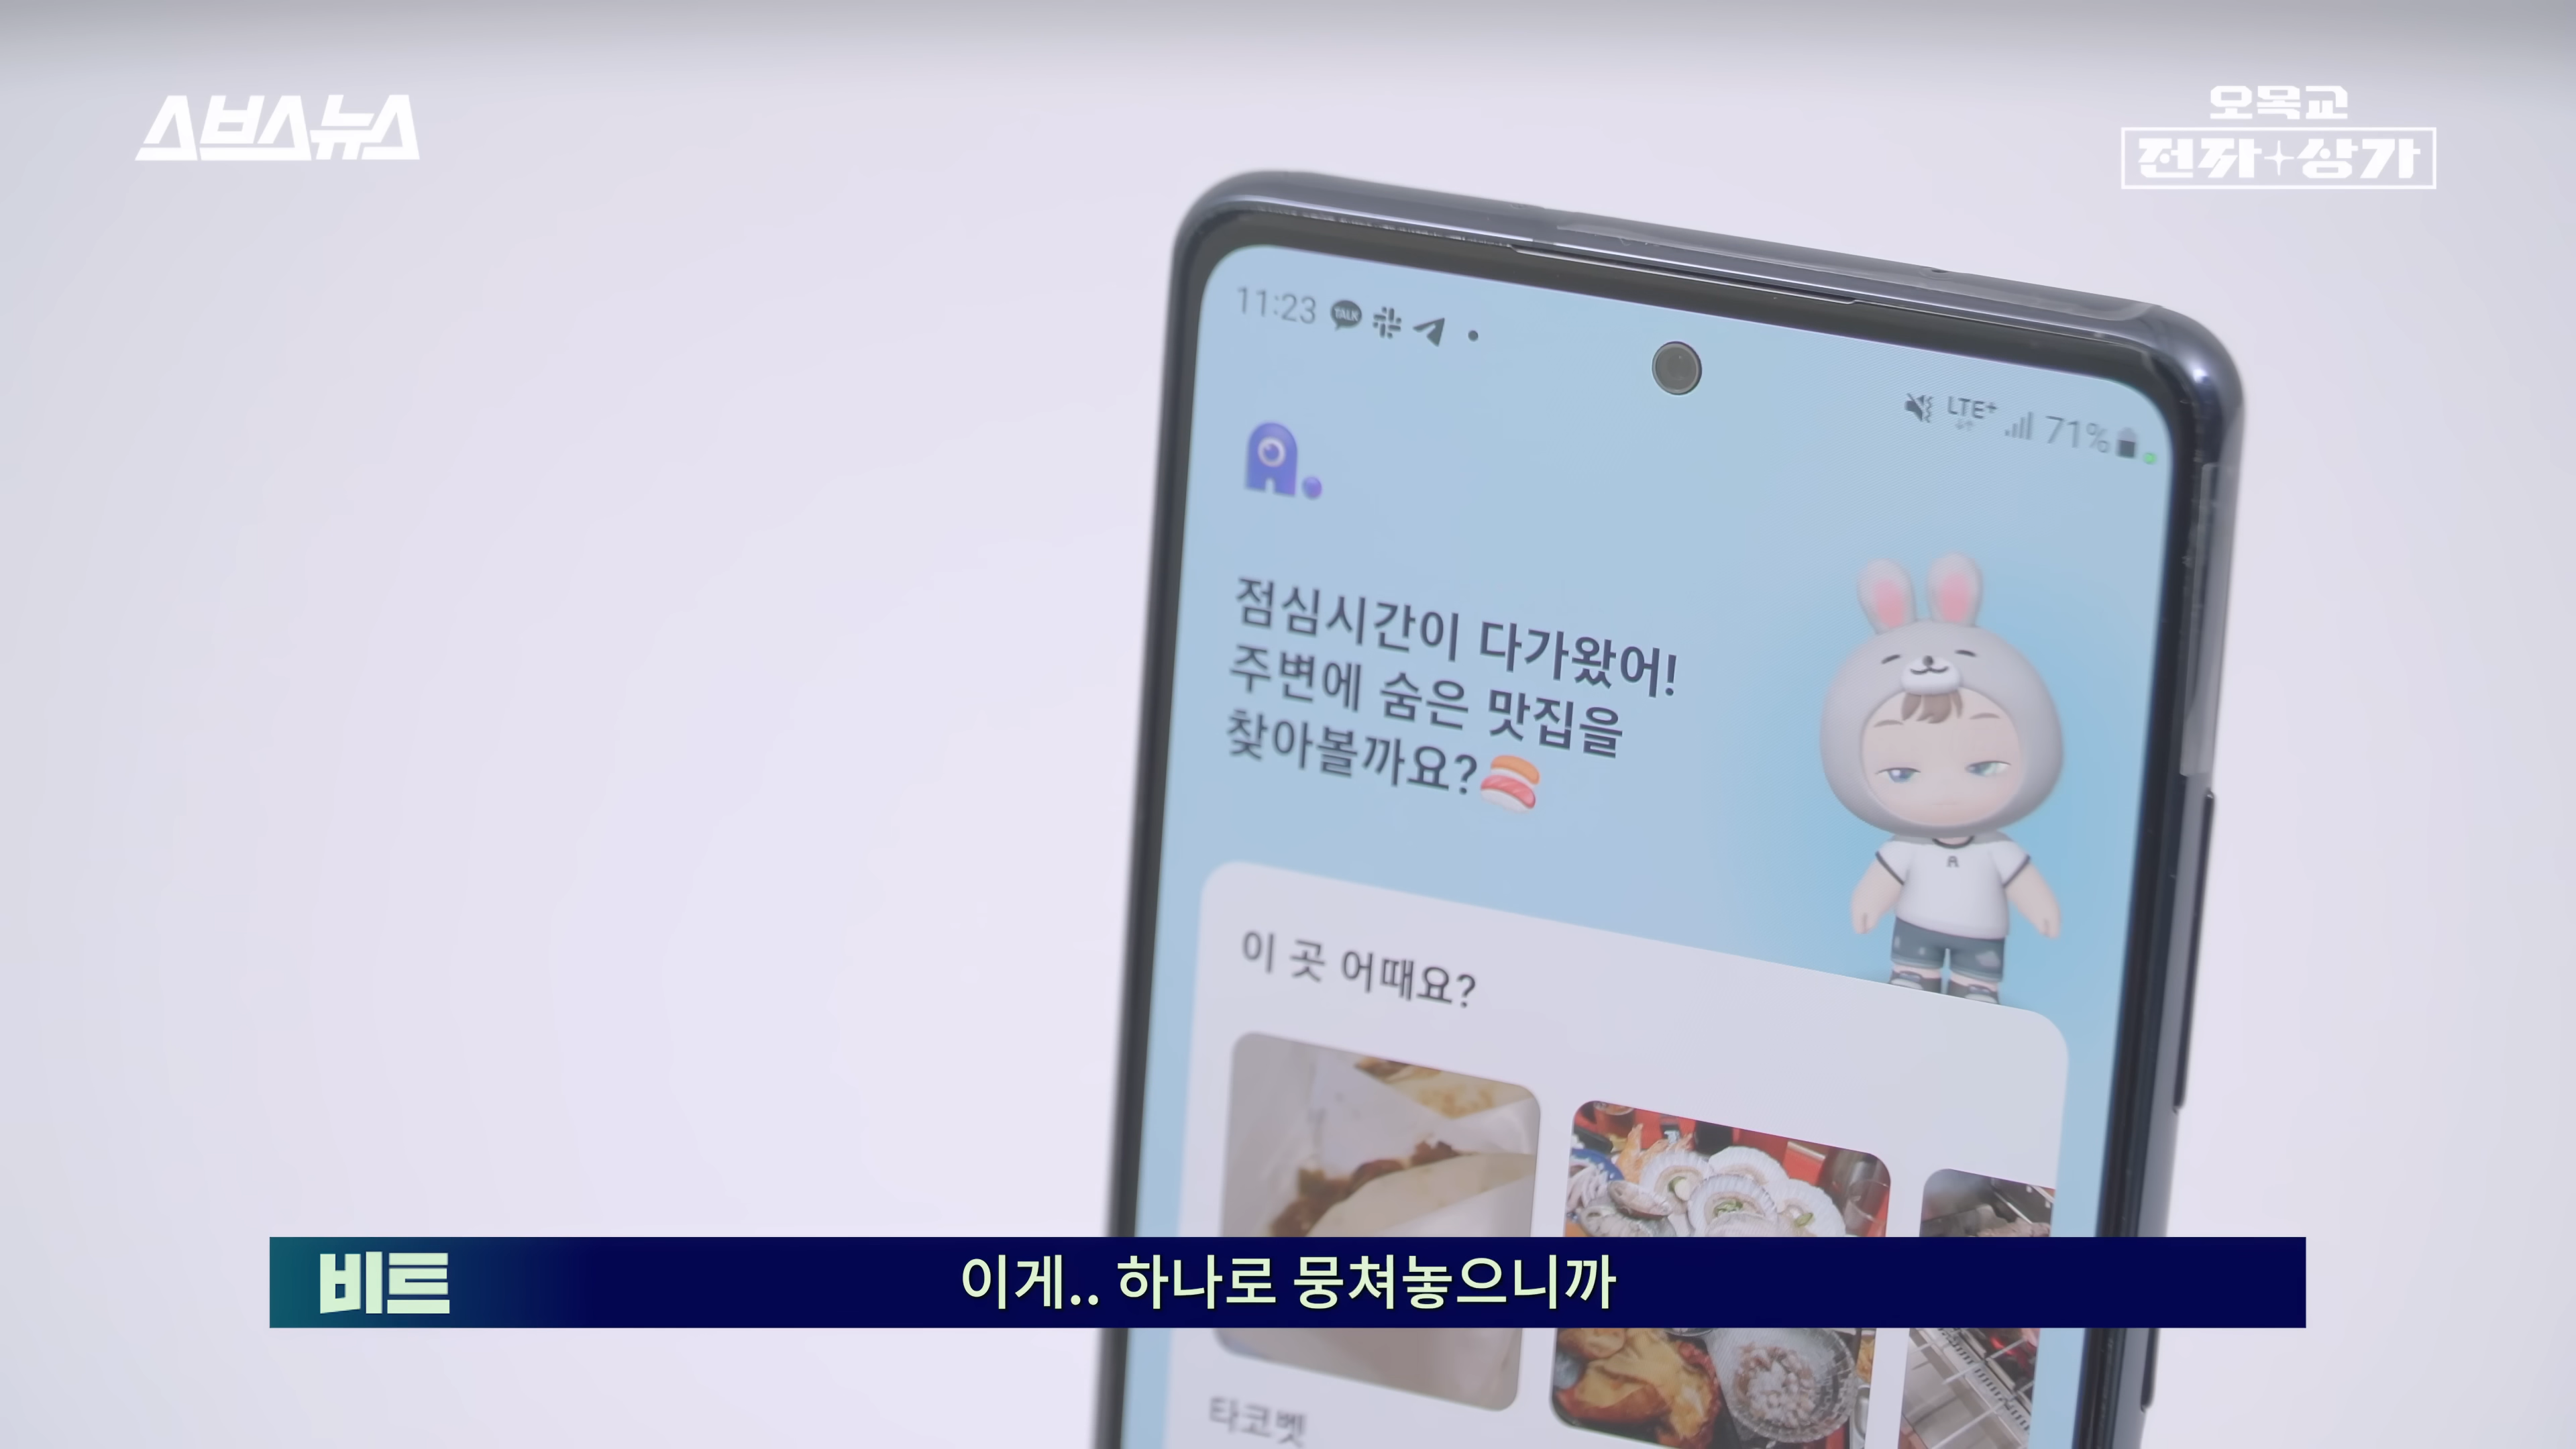 스브스뉴스
오목교
전자상가
11:23
TALK
LTE+
71%
A.
점심시간이 다가왔어!
주변에 숨은 맛집을
찾아볼까요?
A
이 곳 어때요?
비트
이게.. 하나로 뭉쳐놓으니까
타코벳